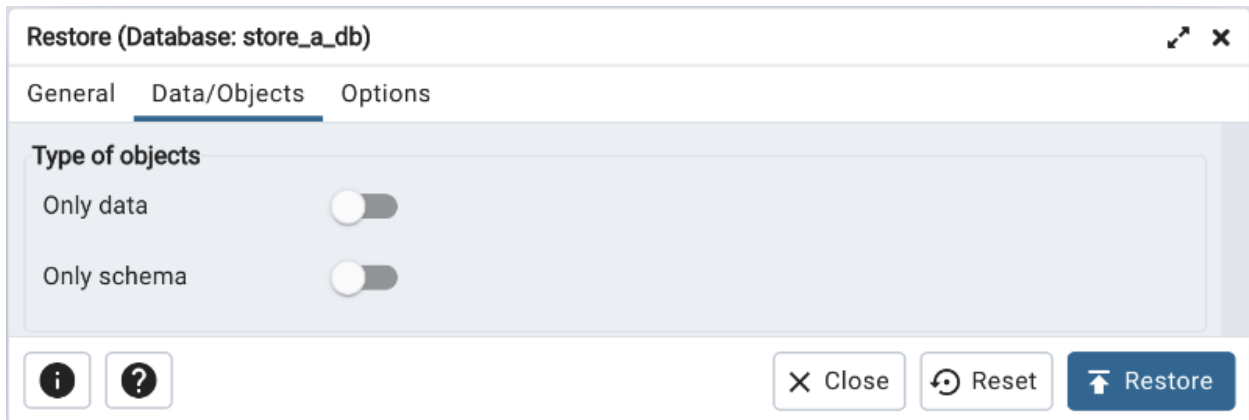 Restore (Database: store_a_db)
General Data/Objects Options
Type of objects
Only data
Only schema
Close Reset Restore